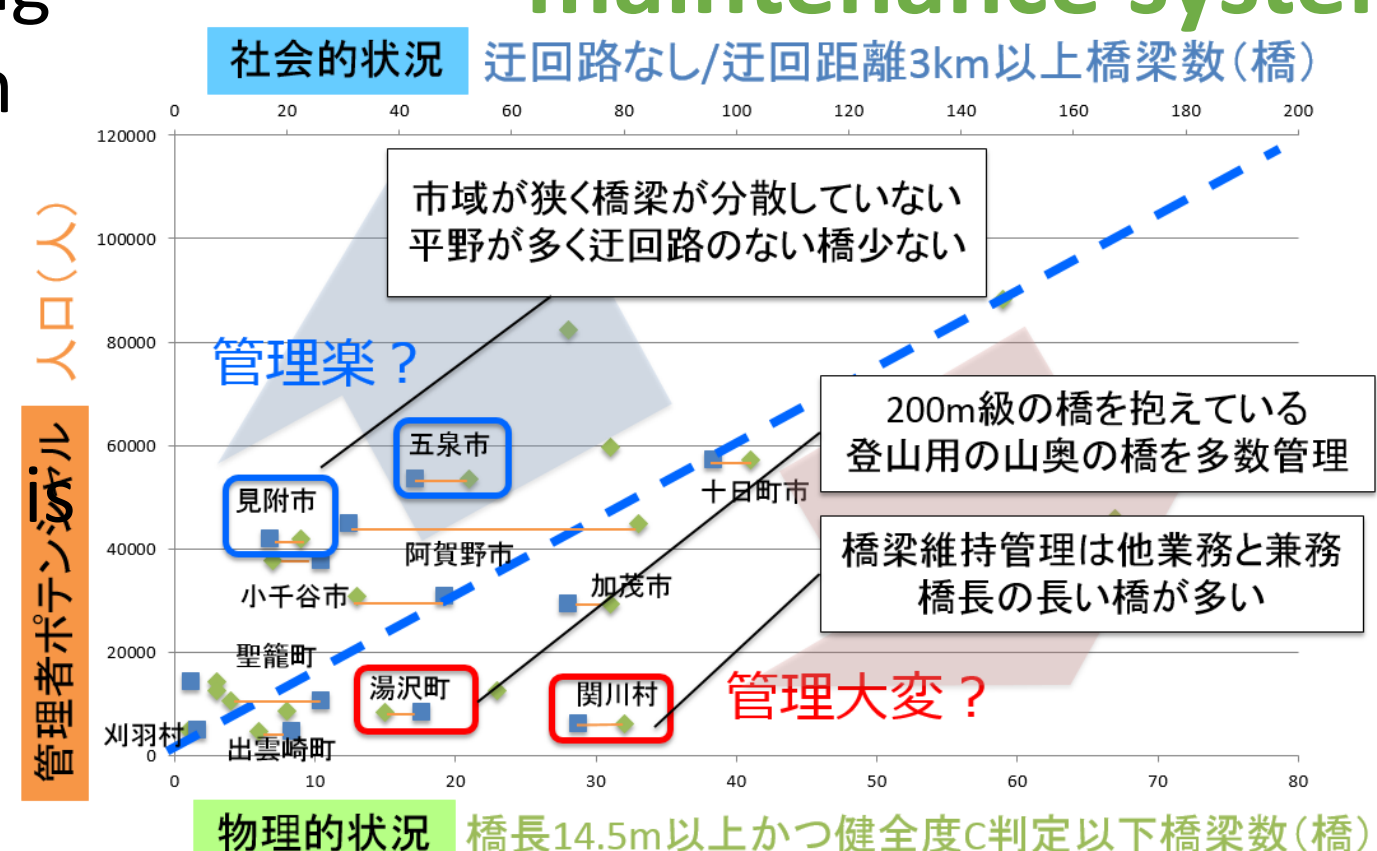 maintenance system
社会的状況 迂回路なし/迂回距離3km以上橋梁数（橋）
0 20 40 60 80 100 120 140 160 180 200
120000
100000
80000
60000
40000
20000
0
人口（人）
管理者ポテンシャル
is
市域が狭く橋梁が分散していない
平野が多く迂回路のない橋少ない
管理楽？
200m級の橋を抱えている
登山用の山奥の橋を多数管理
五泉市
見附市
十日町市
橋梁維持管理は他業務と兼務
橋長の長い橋が多い
阿賀野市
小千谷市
加茂市
聖籠町
湯沢町
関川村
管理大変？
刈羽村
出雲崎町
0 10 20 30 40 50 60 70 80
物理的状況 橋長14.5m以上かつ健全度C判定以下橋梁数（橋）